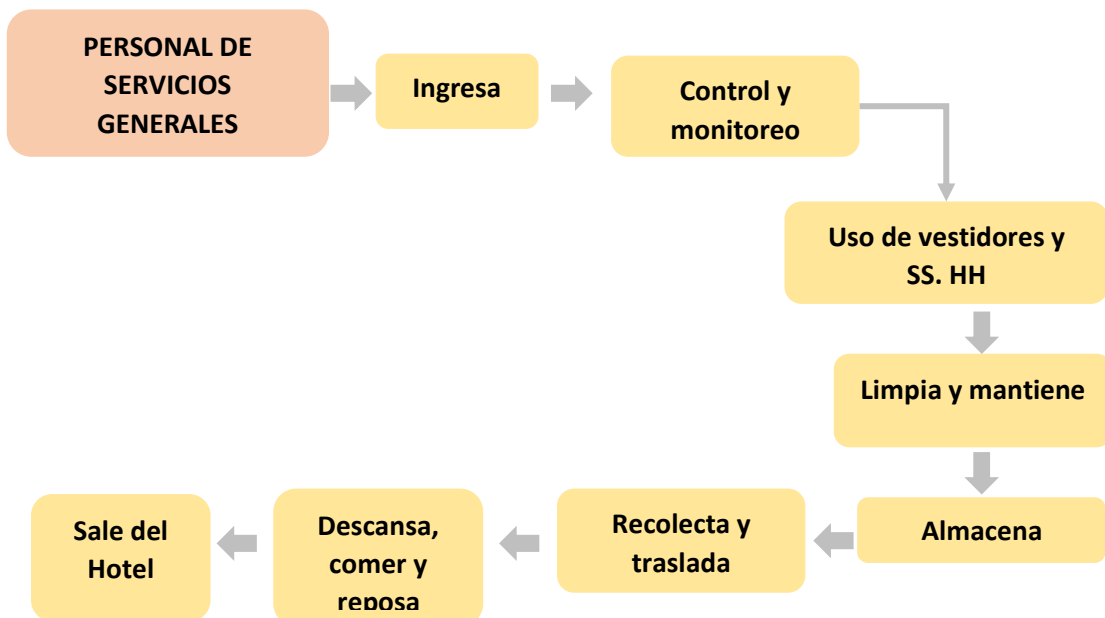 PERSONAL DE
SERVICIOS
GENERALES
Ingresa
Control y
monitoreo
Uso de vestidores y
SS. HH
Limpia y mantiene
Almacena
Recolecta y
traslada
Descansa,
comer y
reposa
Sale del
Hotel